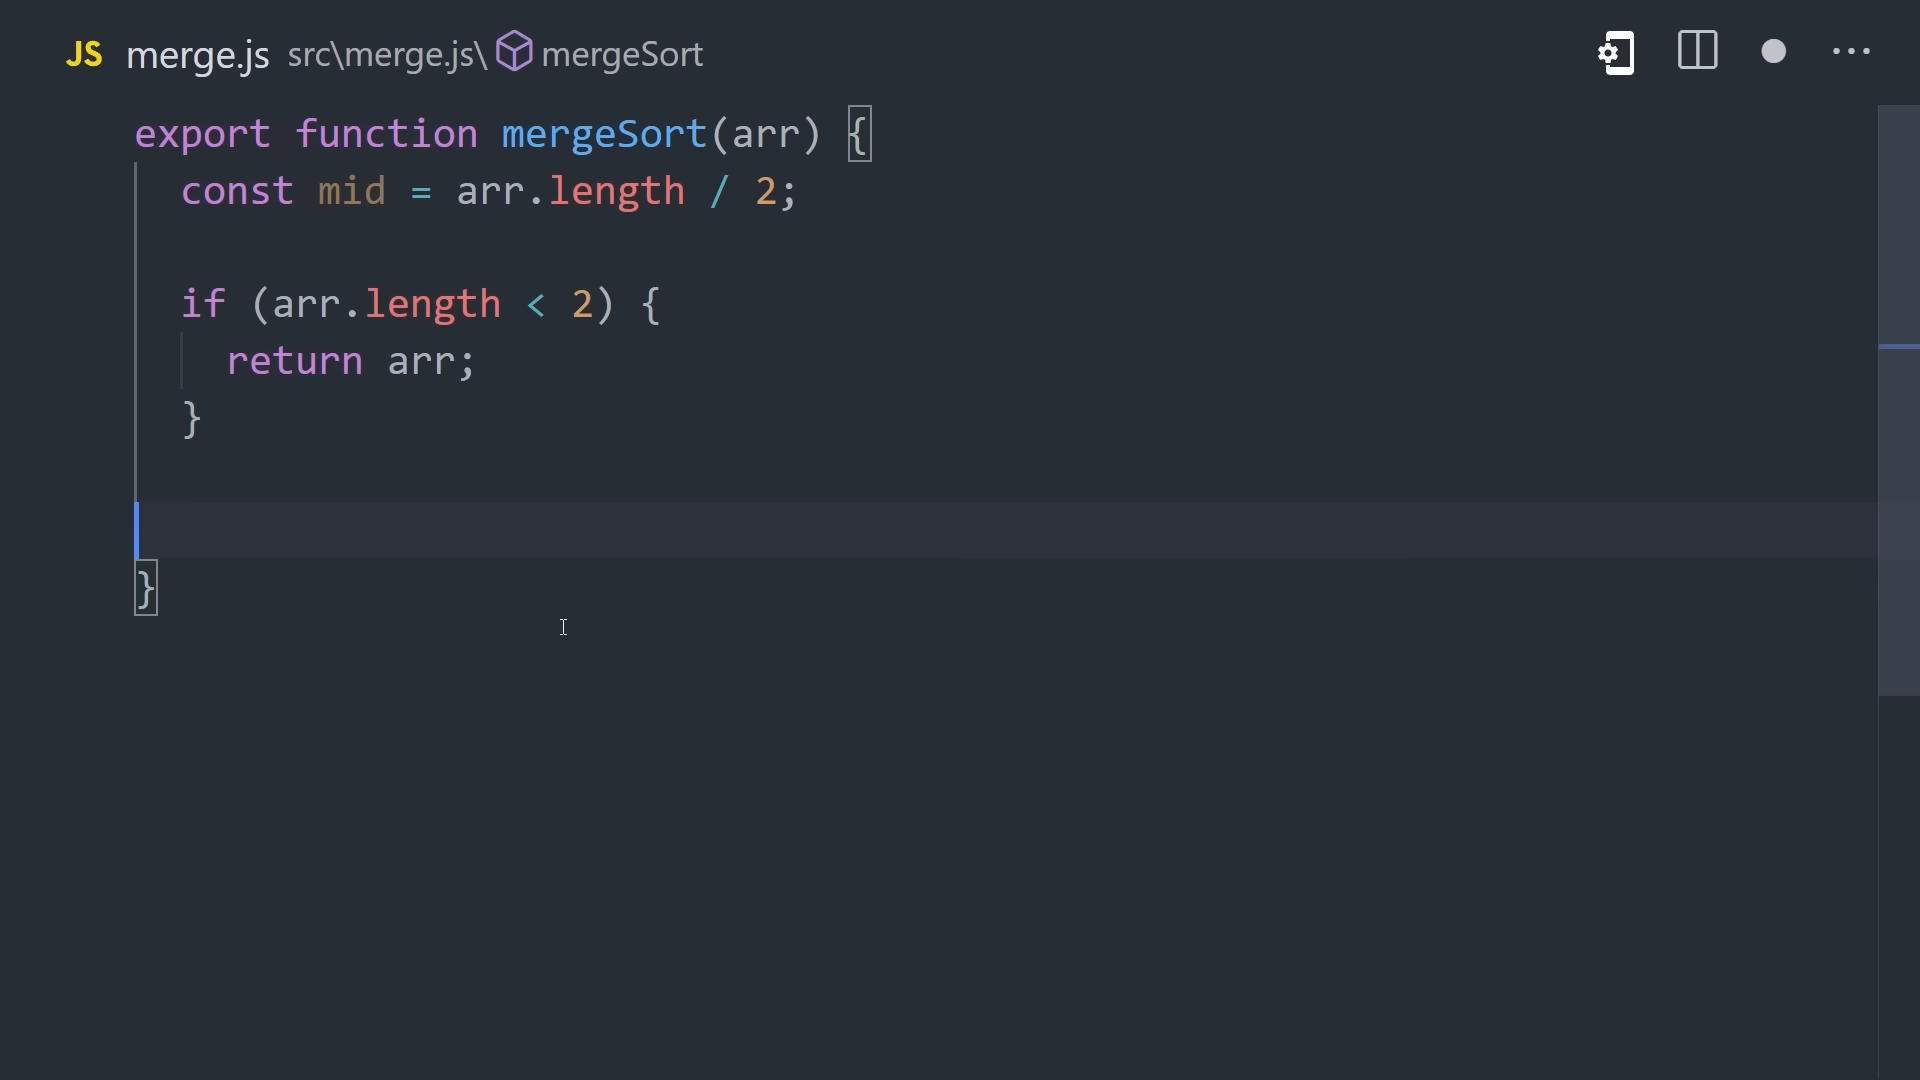 JS merge.js src\merge.js\ mergeSort
export function mergeSort(arr) {
  const mid = arr.length / 2;
  if (arr.length < 2) {
    return arr;
  }
}